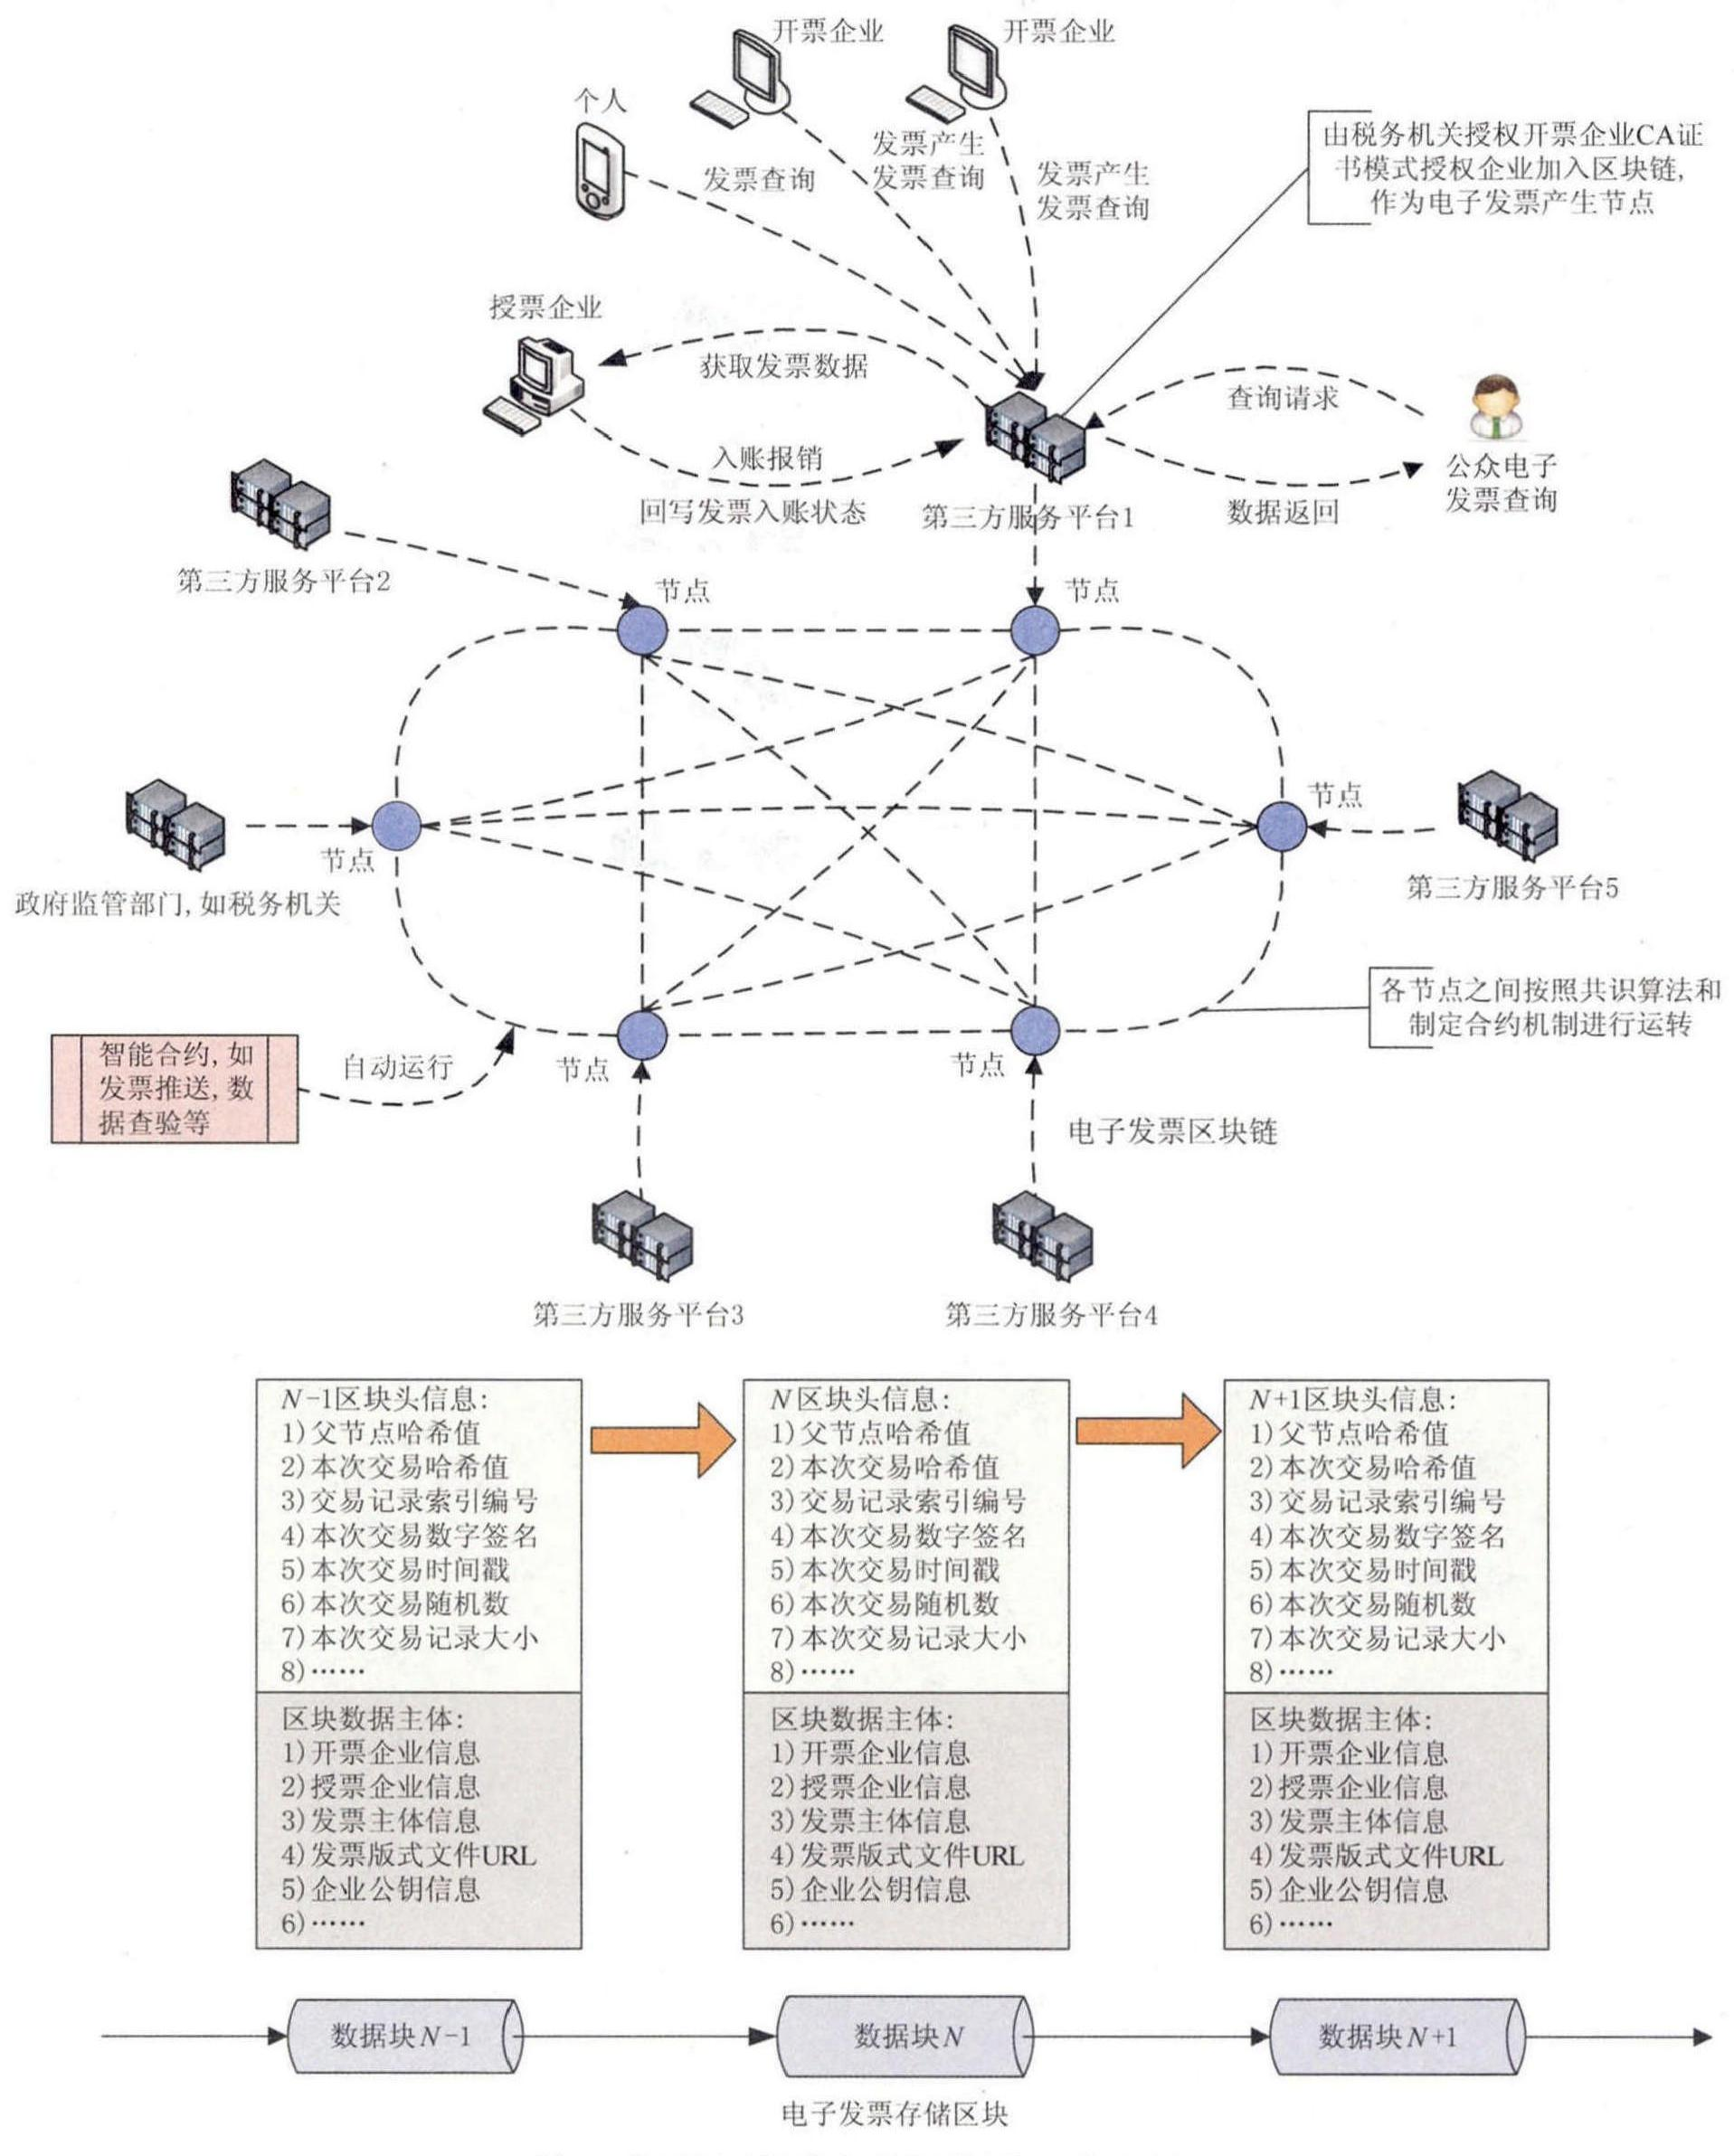 开票企业
开票企业
个人
发票查询
发票产生
发票查询
发票产生
发票查询
由税务机关授权开票企业CA证
书模式授权企业加入区块链,
作为电子发票产生节点
授票企业
获取发票数据
入账报销
回写发票入账状态
第三方服务平台1
查询请求
数据返回
公众电子
发票查询
第三方服务平台2
节点
节点
政府监管部门,如税务机关
节点
节点
第三方服务平台5
智能合约,如
发票推送,数
据查验等
自动运行
节点
节点
各节点之间按照共识算法和
制定合约机制进行运转
电子发票区块链
第三方服务平台3
第三方服务平台4
N-1区块头信息:
1)父节点哈希值
2)本次交易哈希值
3)交易记录索引编号
4)本次交易数字签名
5)本次交易时间戳
6)本次交易随机数
7)本次交易记录大小
8)……
区块数据主体:
1)开票企业信息
2)授票企业信息
3)发票主体信息
4)发票版式文件URL
5)企业公钥信息
6)……
N区块头信息:
1)父节点哈希值
2)本次交易哈希值
3)交易记录索引编号
4)本次交易数字签名
5)本次交易时间戳
6)本次交易随机数
7)本次交易记录大小
8)……
区块数据主体:
1)开票企业信息
2)授票企业信息
3)发票主体信息
4)发票版式文件URL
5)企业公钥信息
6)……
N+1区块头信息:
1)父节点哈希值
2)本次交易哈希值
3)交易记录索引编号
4)本次交易数字签名
5)本次交易时间戳
6)本次交易随机数
7)本次交易记录大小
8)……
区块数据主体:
1)开票企业信息
2)授票企业信息
3)发票主体信息
4)发票版式文件URL
5)企业公钥信息
6)……
数据块N-1
数据块N
数据块N+1
电子发票存储区块